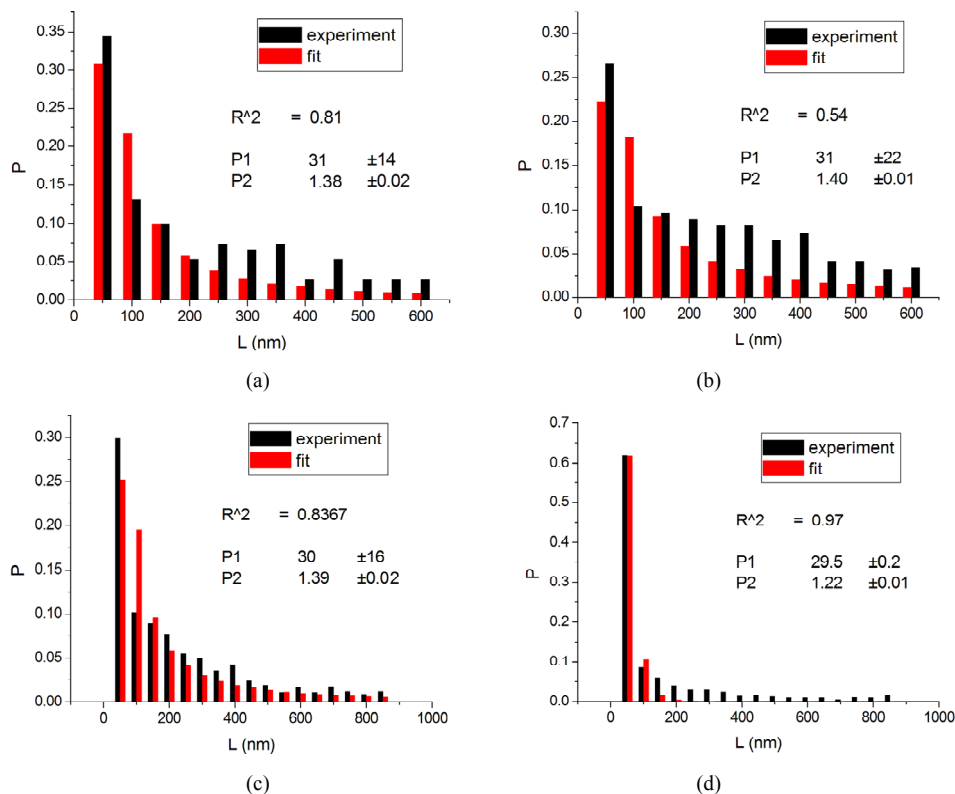 experiment
fit
R^2 = 0.81
P1 31 ±14
P2 1.38 ±0.02
P
0.35
0.30
0.25
0.20
0.15
0.10
0.05
0.00
0 100 200 300 400 500 600
L (nm)
(a)
experiment
fit
R^2 = 0.54
P1 31 ±22
P2 1.40 ±0.01
P
0.30
0.25
0.20
0.15
0.10
0.05
0.00
0 100 200 300 400 500 600
L (nm)
(b)
experiment
fit
R^2 = 0.8367
P1 30 ±16
P2 1.39 ±0.02
P
0.30
0.25
0.20
0.15
0.10
0.05
0.00
0 200 400 600 800 1000
L (nm)
(c)
experiment
fit
R^2 = 0.97
P1 29.5 ±0.2
P2 1.22 ±0.01
P
0.7
0.6
0.5
0.4
0.3
0.2
0.1
0.0
0 200 400 600 800 1000
L (nm)
(d)